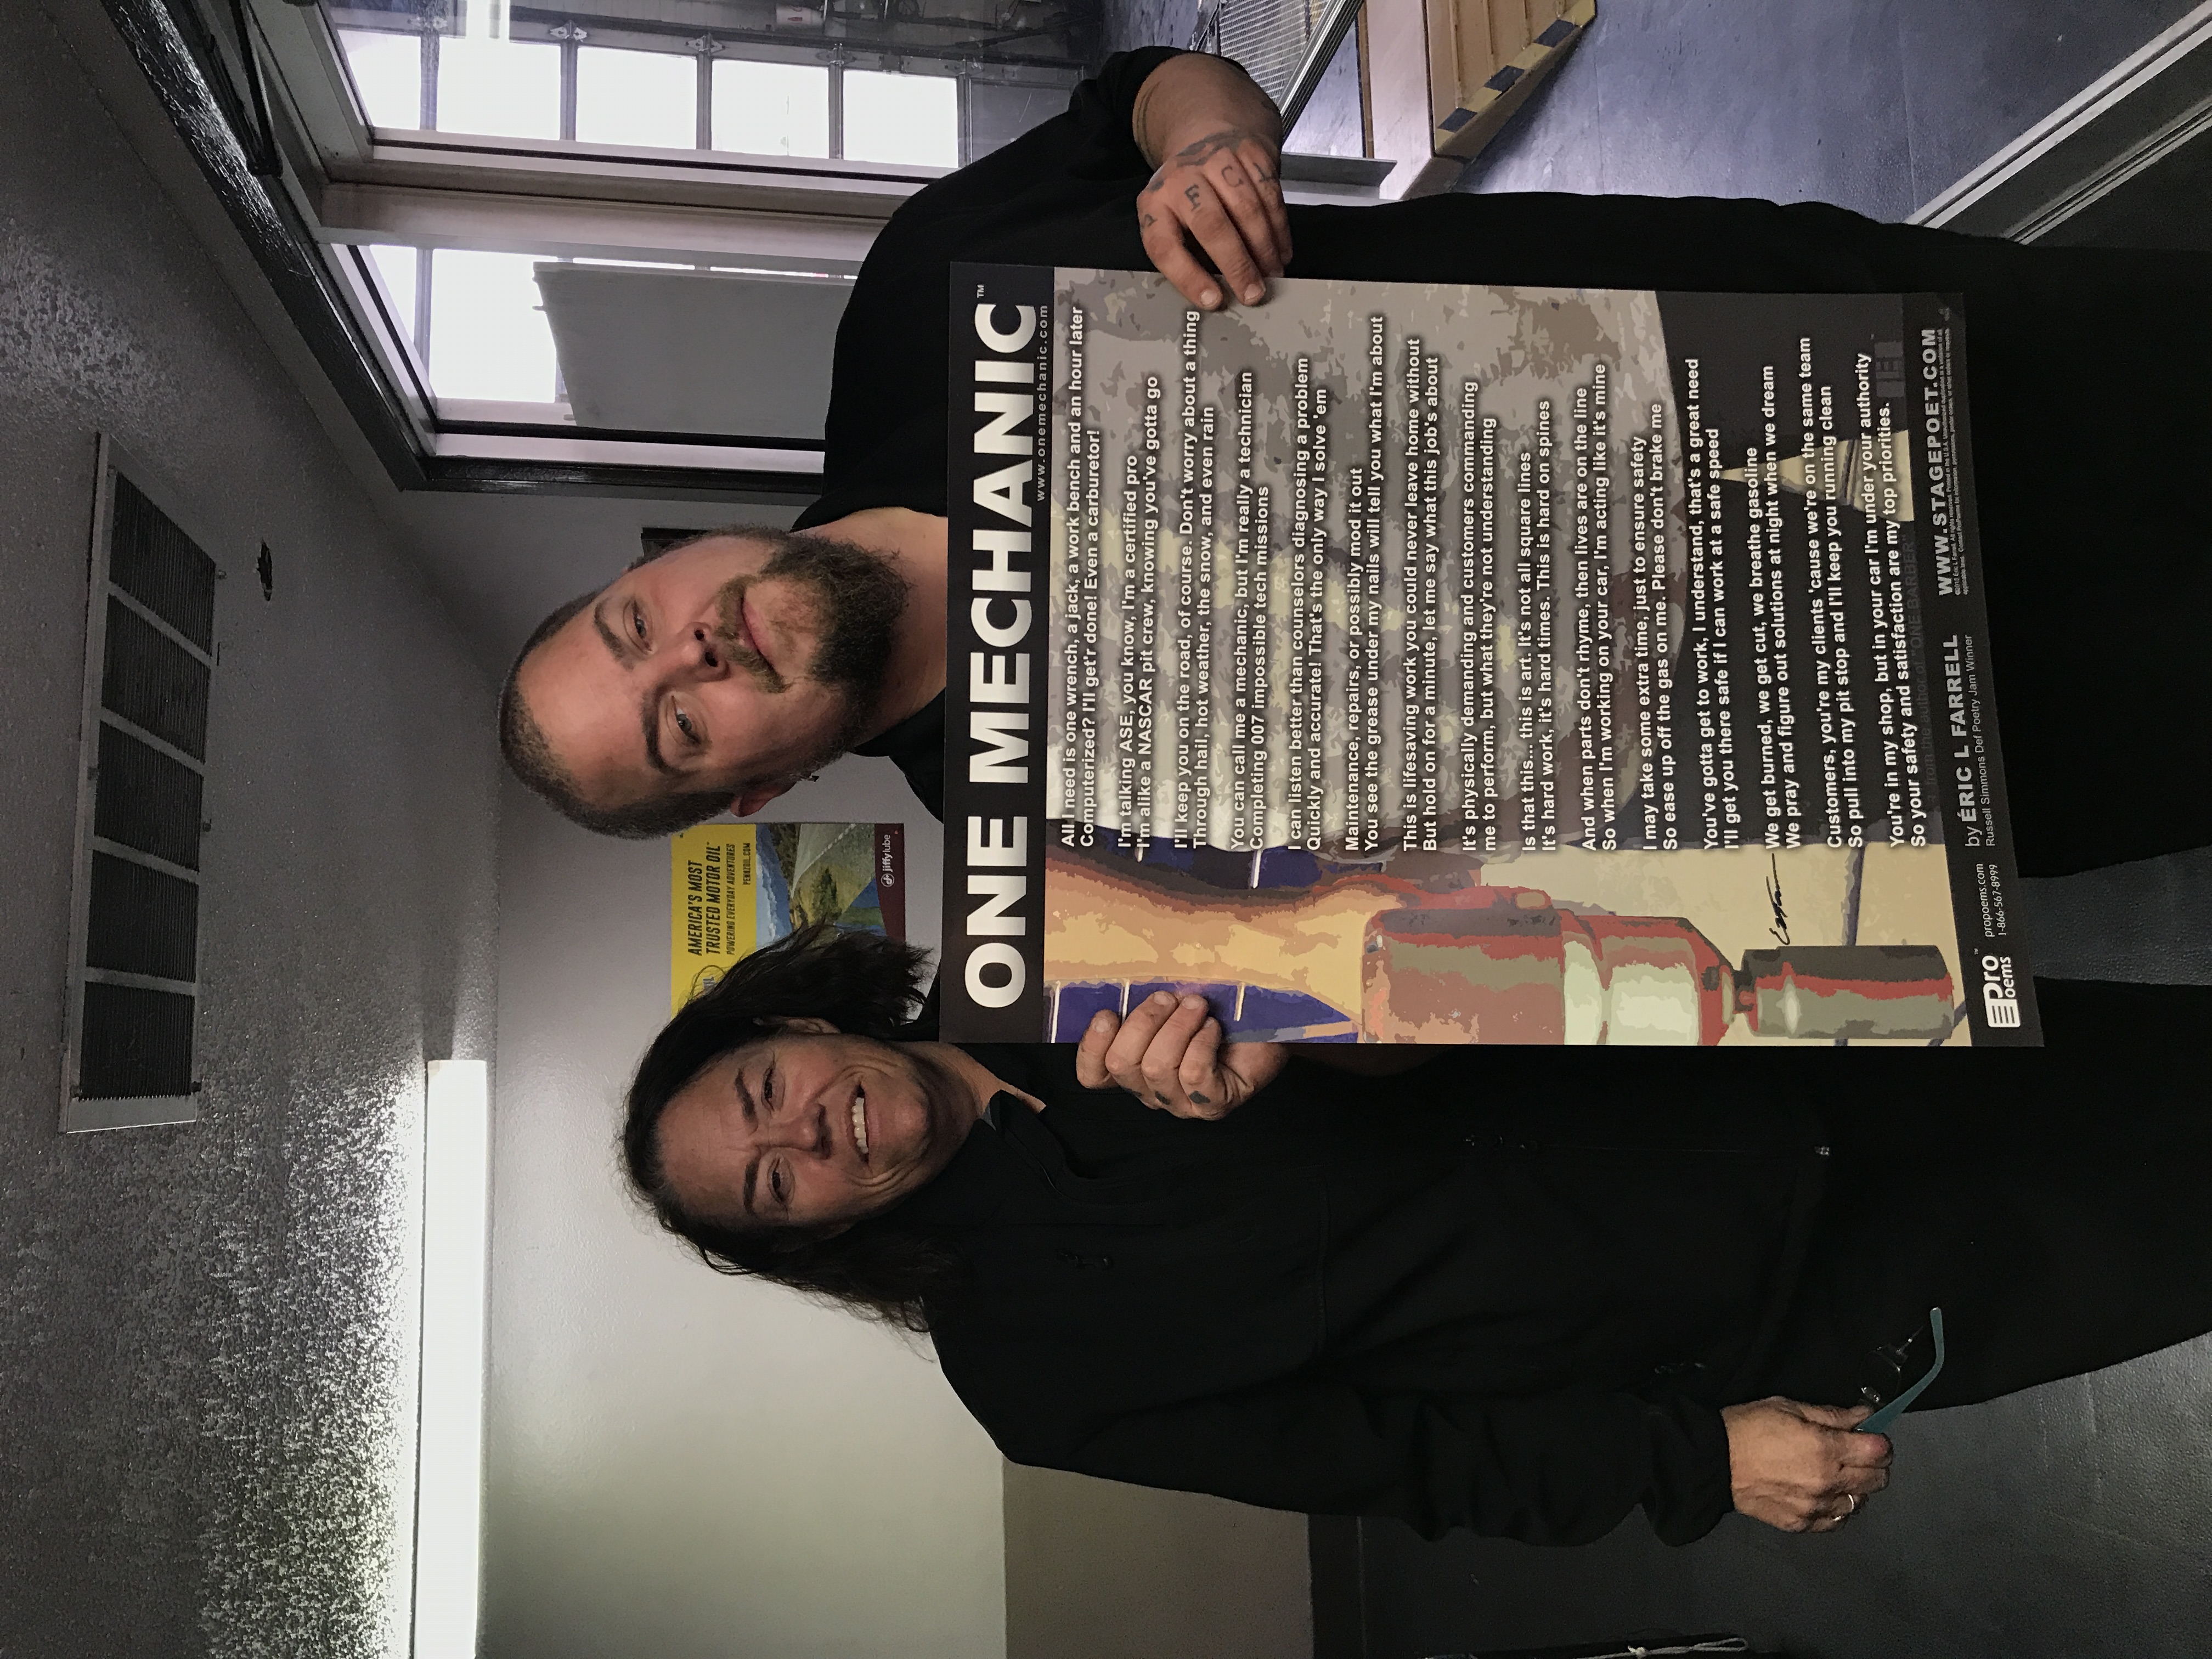 AMERICA'S MOST
TRUSTED MOTOR OIL
POWERING EVERYDAY ADVENTURES
PENNZOIL.COM
jiffylube
ONE MECHANIC™
www.onemechanic.com
All I need is one wrench, a jack, a work bench and an hour later
Computerized? I'll get'r done! Even a carburetor!
I'm talking ASE, you know, I'm a certified pro
I'm alike a NASCAR pit crew, knowing you've gotta go
I'll keep you on the road, of course. Don't worry about a thing
Through hail, hot weather, the snow, and even rain
You can call me a mechanic, but I'm really a technician
Completing 007 impossible tech missions
I can listen better than counselors diagnosing a problem
Quickly and accurate! That's the only way I solve 'em
Maintenance, repairs, or possibly mod it out
You see the grease under my nails will tell you what I'm about
This is lifesaving work you could never leave home without
But hold on for a minute, let me say what this job's about
It's physically demanding and customers commanding
me to perform, but what they're not understanding
Is that this... this is art. It's not all square lines
It's hard work, it's hard times. This is hard on spines
And when parts don't rhyme, then lives are on the line
So when I'm working on your car, I'm acting like it's mine
I may take some extra time, just to ensure safety
So ease up off the gas on me. Please don't brake me
You've gotta get to work, I understand, that's a great need
I'll get you there safe if I can work at a safe speed
We get burned, we get cut, we breathe gasoline
We pray and figure out solutions at night when we dream
Customers, you're my clients 'cause we're on the same team
So pull into my pit stop and I'll keep you running clean
You're in my shop, but in your car I'm under your authority
So your safety and satisfaction are my top priorities.
from the author of "ONE BARBER"
Pro
oems™
propoems.com
1-866-567-8999
by ÉRIC L FARRELL
Russell Simmons Def Poetry Jam Winner
WWW.STAGEPOET.COM